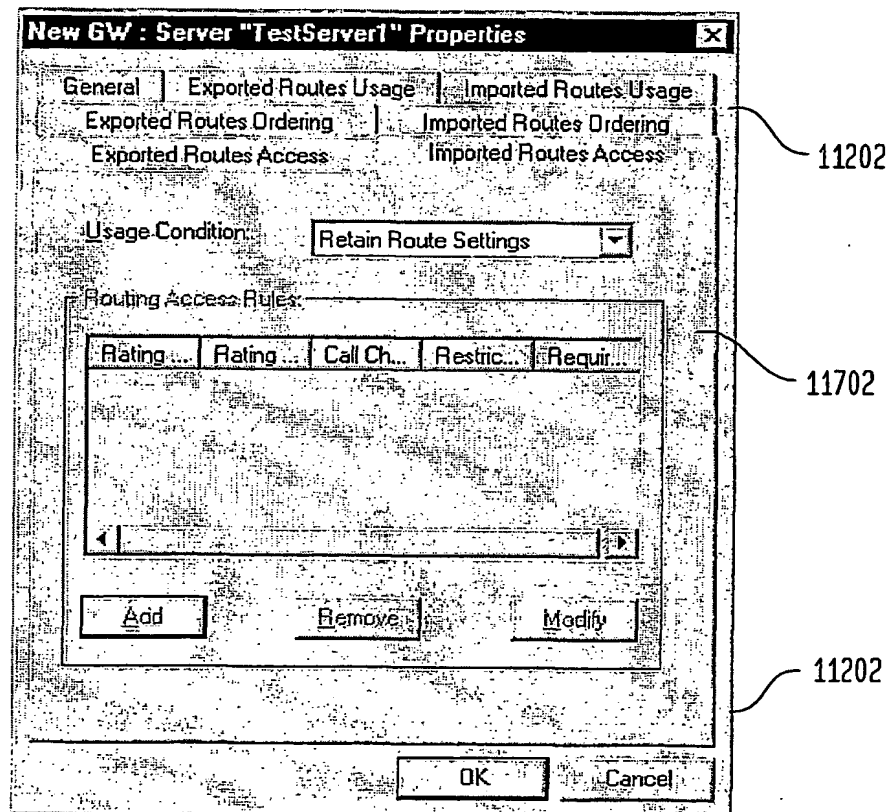 New GW : Server "TestServer1" Properties
General Exported Routes Usage Imported Routes Usage
Exported Routes Ordering Imported Routes Ordering
11202
Exported Routes Access Imported Routes Access
Usage Condition: Retain Route Settings
Routing Access Rules:
Rating ... Rating ... Call Ch... Restric... Requir...
11702
Add Remove Modify
11202
OK Cancel